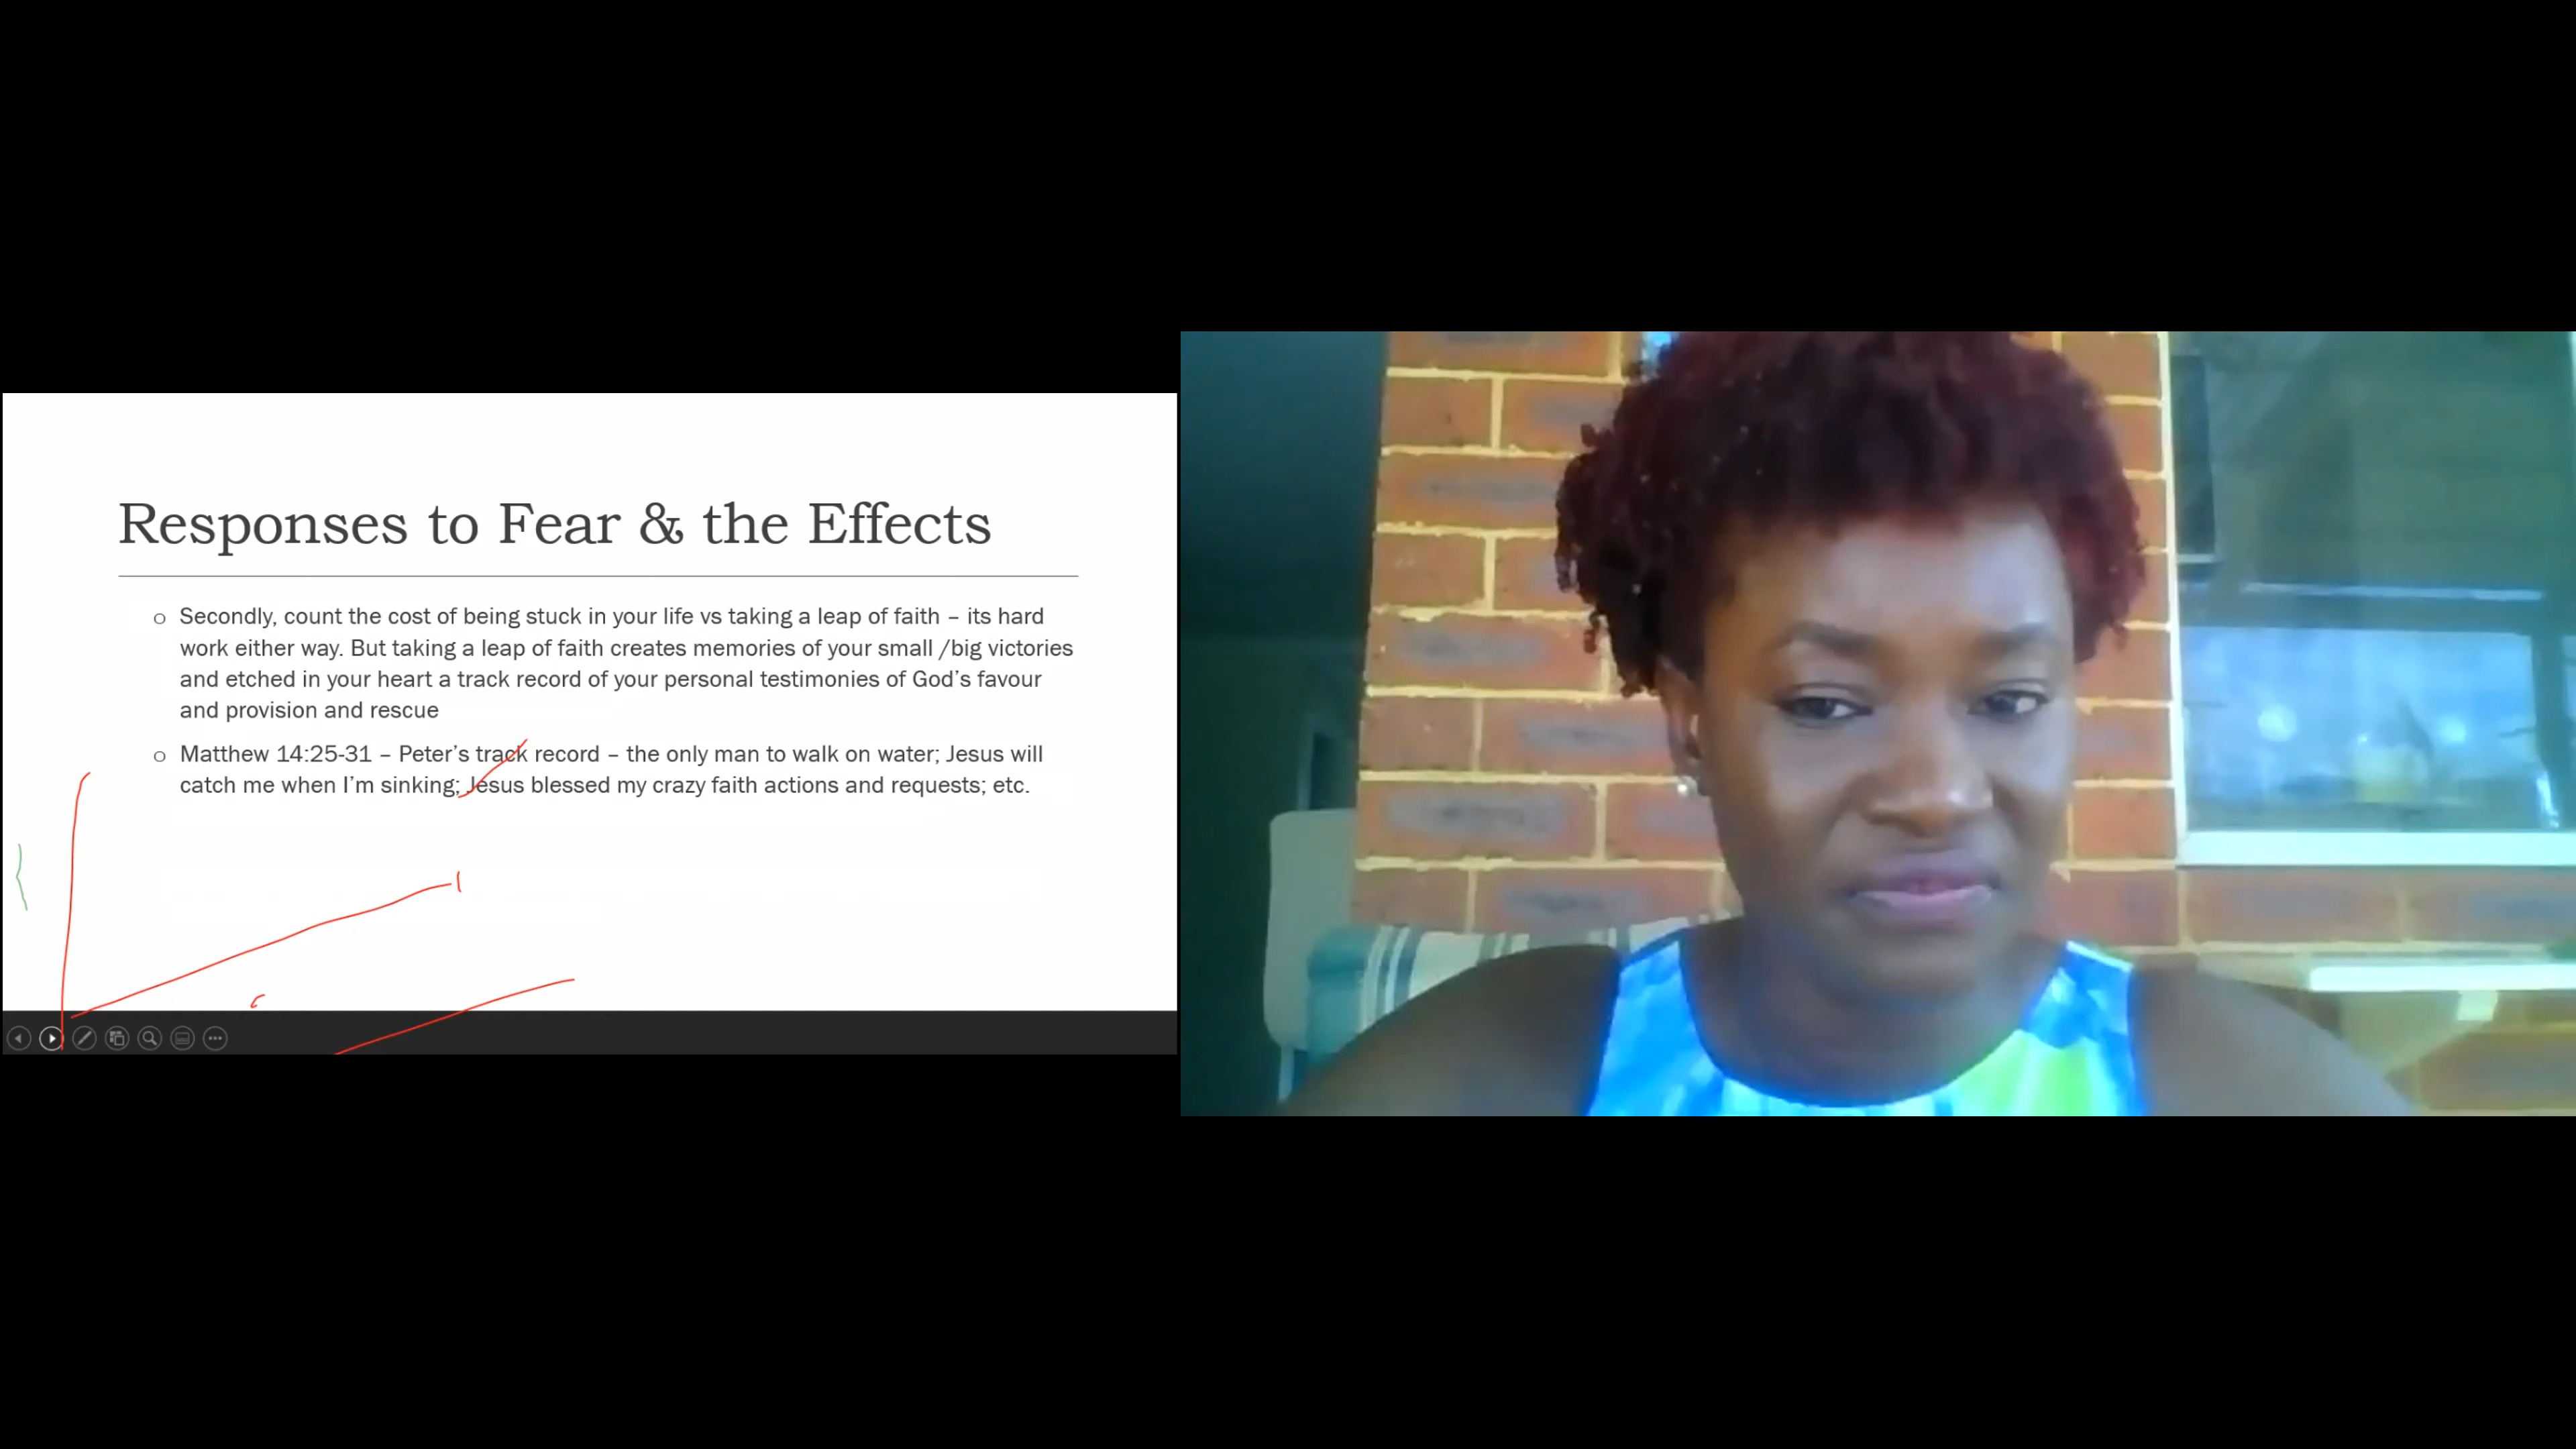 Responses to Fear & the Effects
o Secondly, count the cost of being stuck in your life vs taking a leap of faith – its hard
work either way. But taking a leap of faith creates memories of your small /big victories
and etched in your heart a track record of your personal testimonies of God’s favour
and provision and rescue
o Matthew 14:25-31 – Peter’s track record – the only man to walk on water; Jesus will
catch me when I’m sinking; Jesus blessed my crazy faith actions and requests; etc.